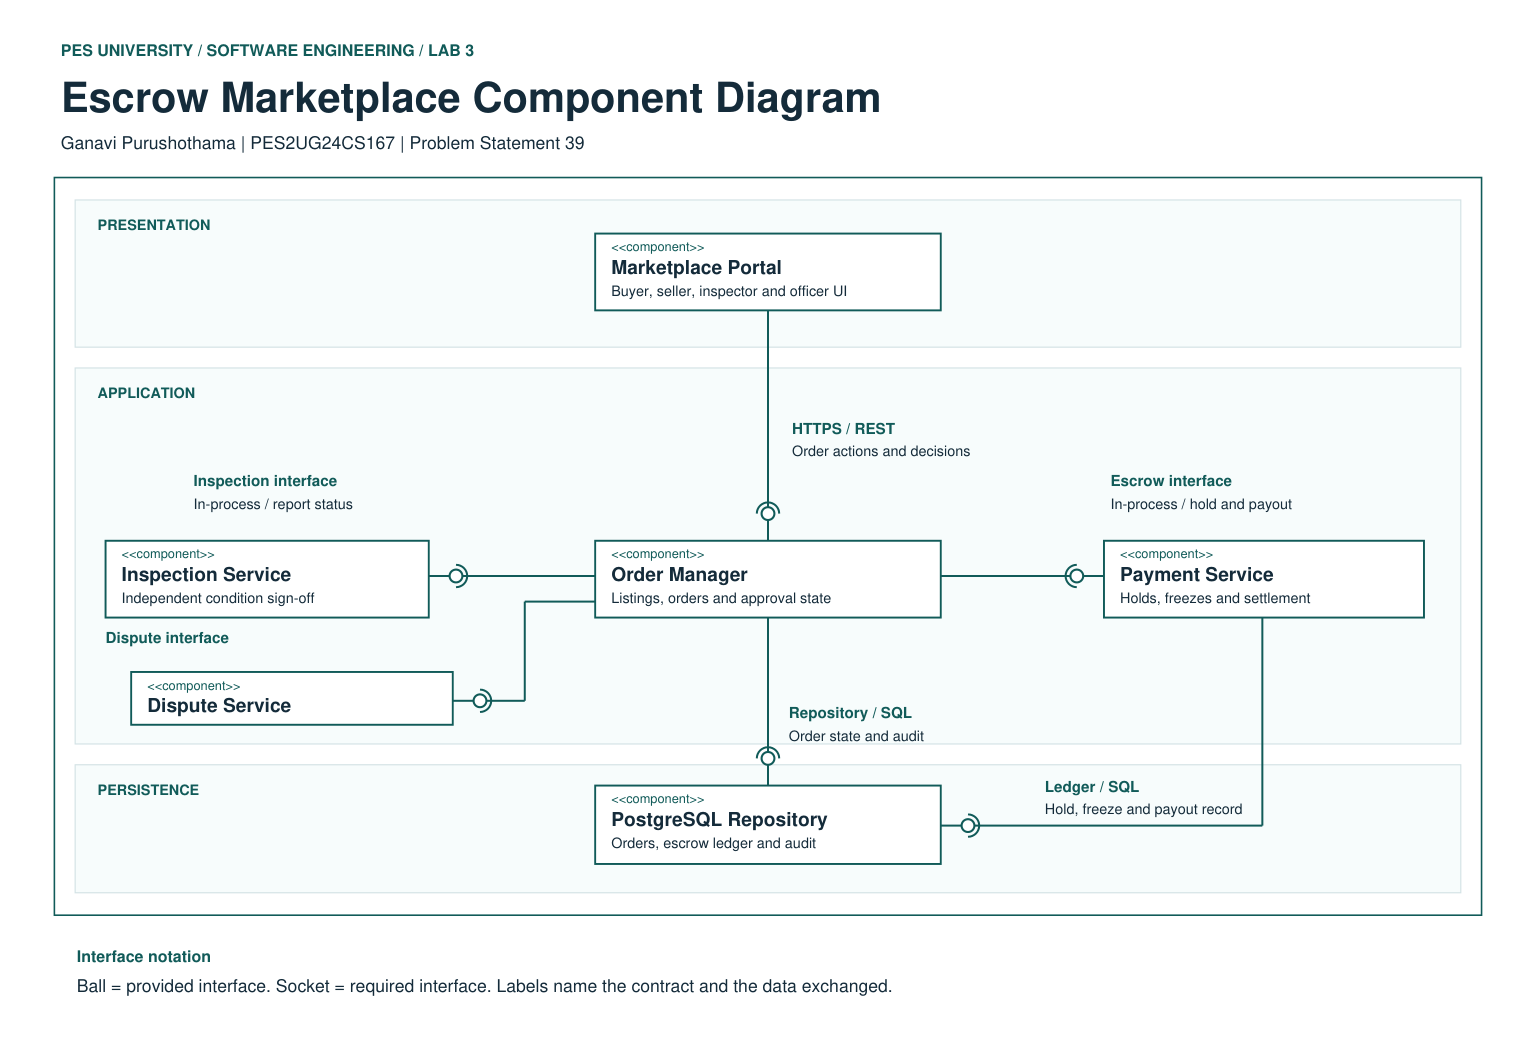 PES UNIVERSITY / SOFTWARE ENGINEERING / LAB 3
Escrow Marketplace Component Diagram
Ganavi Purushothama | PES2UG24CS167 | Problem Statement 39
PRESENTATION
<<component>>
Marketplace Portal
Buyer, seller, inspector and officer UI
APPLICATION
HTTPS / REST
Order actions and decisions
Inspection interface
In-process / report status
Escrow interface
In-process / hold and payout
<<component>>
Inspection Service
Independent condition sign-off
<<component>>
Order Manager
Listings, orders and approval state
<<component>>
Payment Service
Holds, freezes and settlement
Dispute interface
<<component>>
Dispute Service
Repository / SQL
Order state and audit
PERSISTENCE
<<component>>
PostgreSQL Repository
Orders, escrow ledger and audit
Ledger / SQL
Hold, freeze and payout record
Interface notation
Ball = provided interface. Socket = required interface. Labels name the contract and the data exchanged.